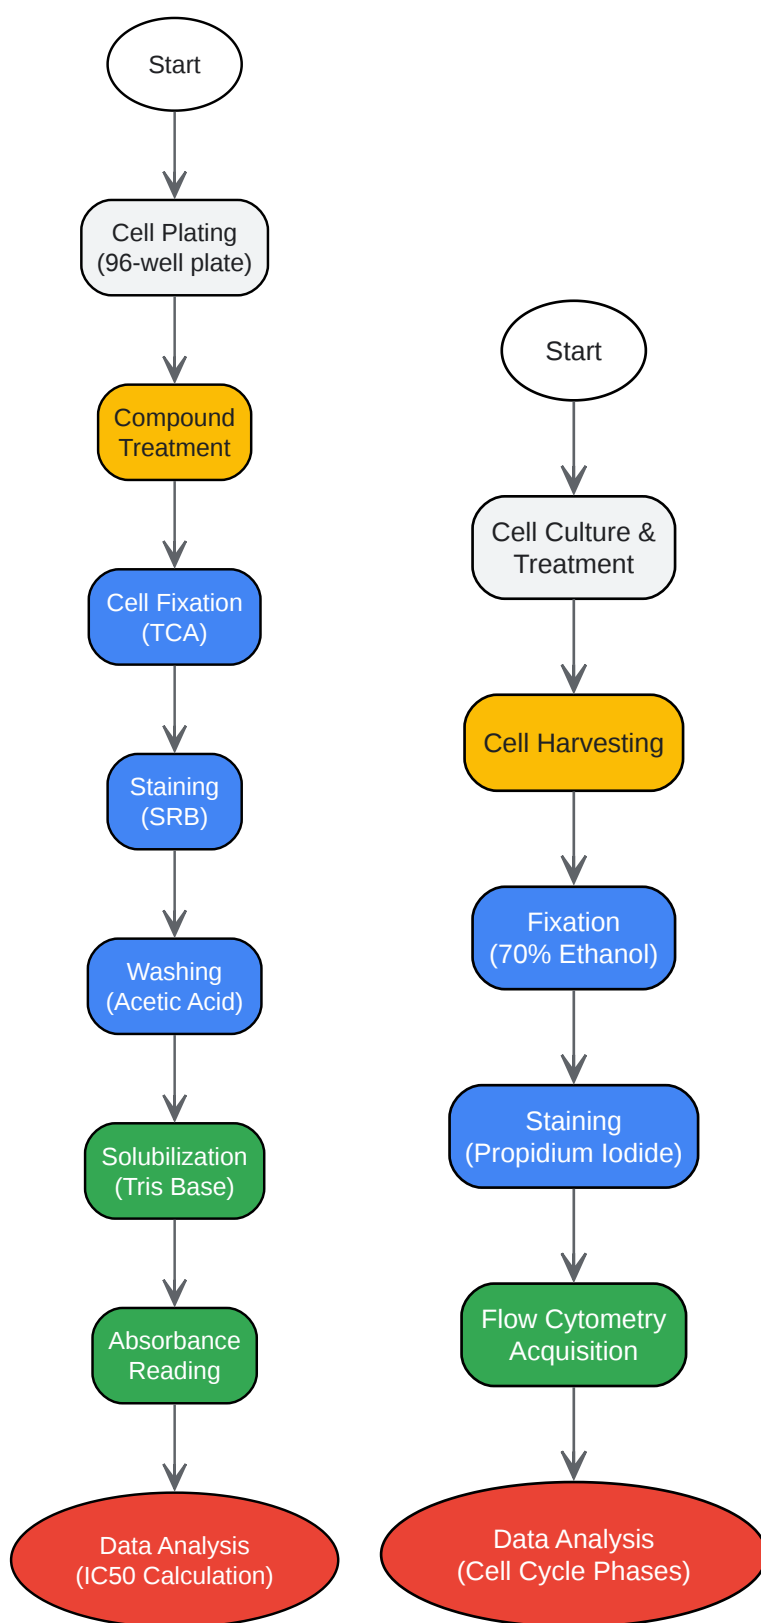 Start
Cell Plating
(96-well plate)
Compound
Treatment
Cell Fixation
(TCA)
Staining
(SRB)
Washing
(Acetic Acid)
Solubilization
(Tris Base)
Absorbance
Reading
Data Analysis
(IC50 Calculation)
Start
Cell Culture &
Treatment
Cell Harvesting
Fixation
(70% Ethanol)
Staining
(Propidium Iodide)
Flow Cytometry
Acquisition
Data Analysis
(Cell Cycle Phases)